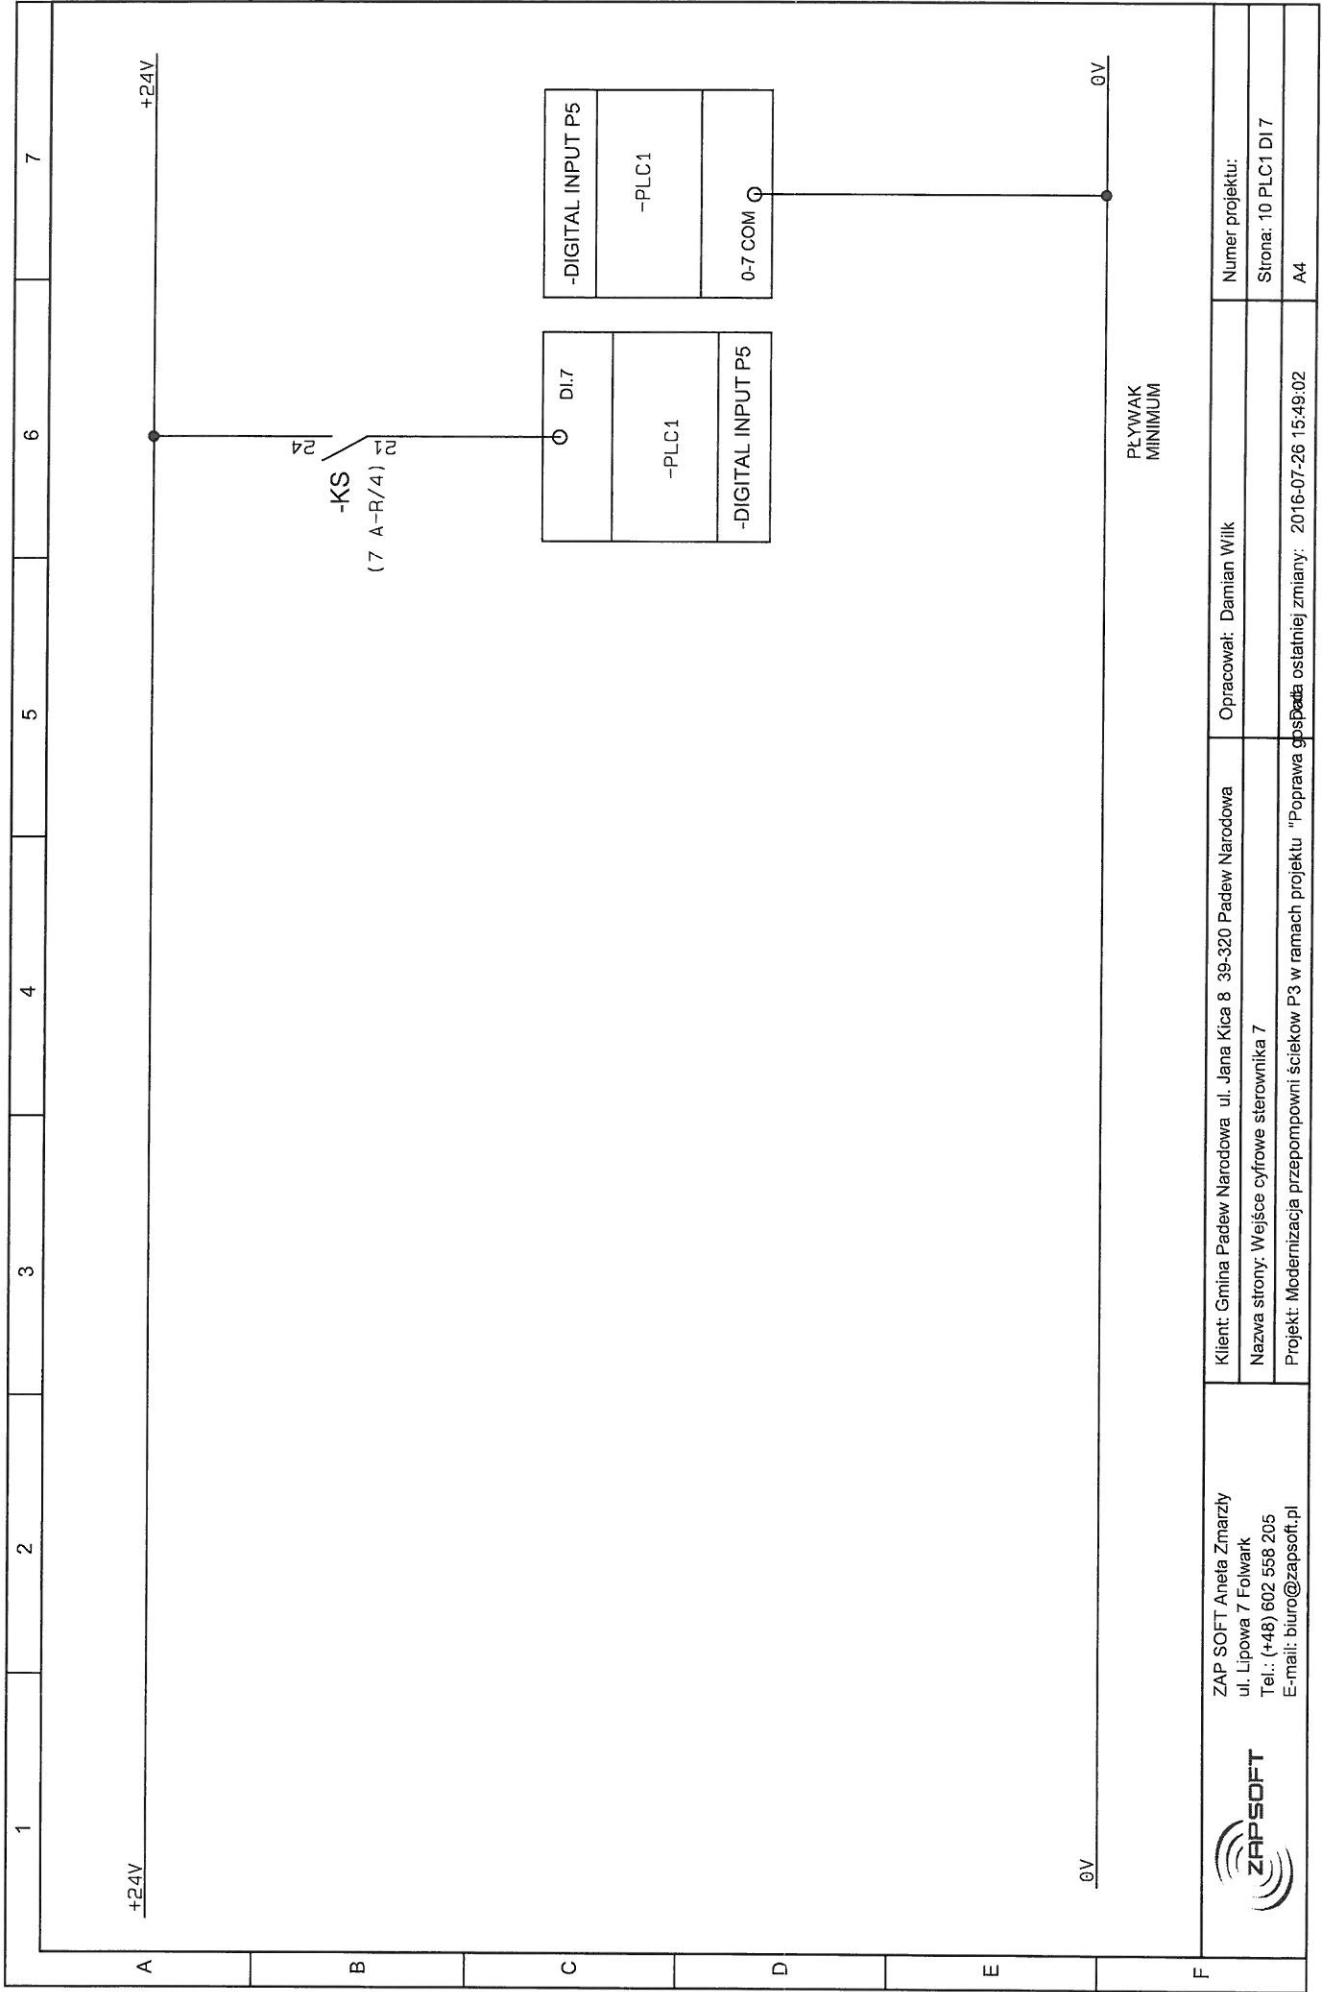 1
2
3
4
5
6
7
A
B
C
D
E
F
+24V
+24V
24
-KS
21
(7 A-R/4)
DI.7
-PLC1
-DIGITAL INPUT P5
-DIGITAL INPUT P5
-PLC1
0-7 COM
0V
0V
PŁYWAK
MINIMUM
ZAPSOFT
ZAP SOFT Aneta Zmarzły
ul. Lipowa 7 Folwark
Tel.: (+48) 602 558 205
E-mail: biuro@zapsoft.pl
Klient: Gmina Padew Narodowa ul. Jana Kica 8 39-320 Padew Narodowa
Opracował: Damian Wilk
Numer projektu:
Nazwa strony: Wejśce cyfrowe sterownika 7
Strona: 10 PLC1 DI 7
Projekt: Modernizacja przepompowni ściekow P3 w ramach projektu "Poprawa ostatniej zmiany: 2016-07-26 15:49:02
A4